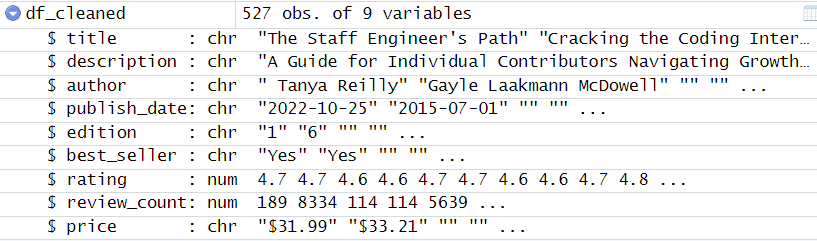 df_cleaned 527 obs. of 9 variables
$ title : chr "The Staff Engineer's Path" "Cracking the Coding Inter...
$ description : chr "A Guide for Individual Contributors Navigating Growth...
$ author : chr " Tanya Reilly" "Gayle Laakmann McDowell" "" "" ...
$ publish_date: chr "2022-10-25" "2015-07-01" "" "" ...
$ edition : chr "1" "6" "" "" ...
$ best_seller : chr "Yes" "Yes" "" "" ...
$ rating : num 4.7 4.7 4.6 4.6 4.7 4.7 4.6 4.6 4.7 4.8 ...
$ review_count: num 189 8334 114 114 5639 ...
$ price : chr "$31.99" "$33.21" "" "" ...